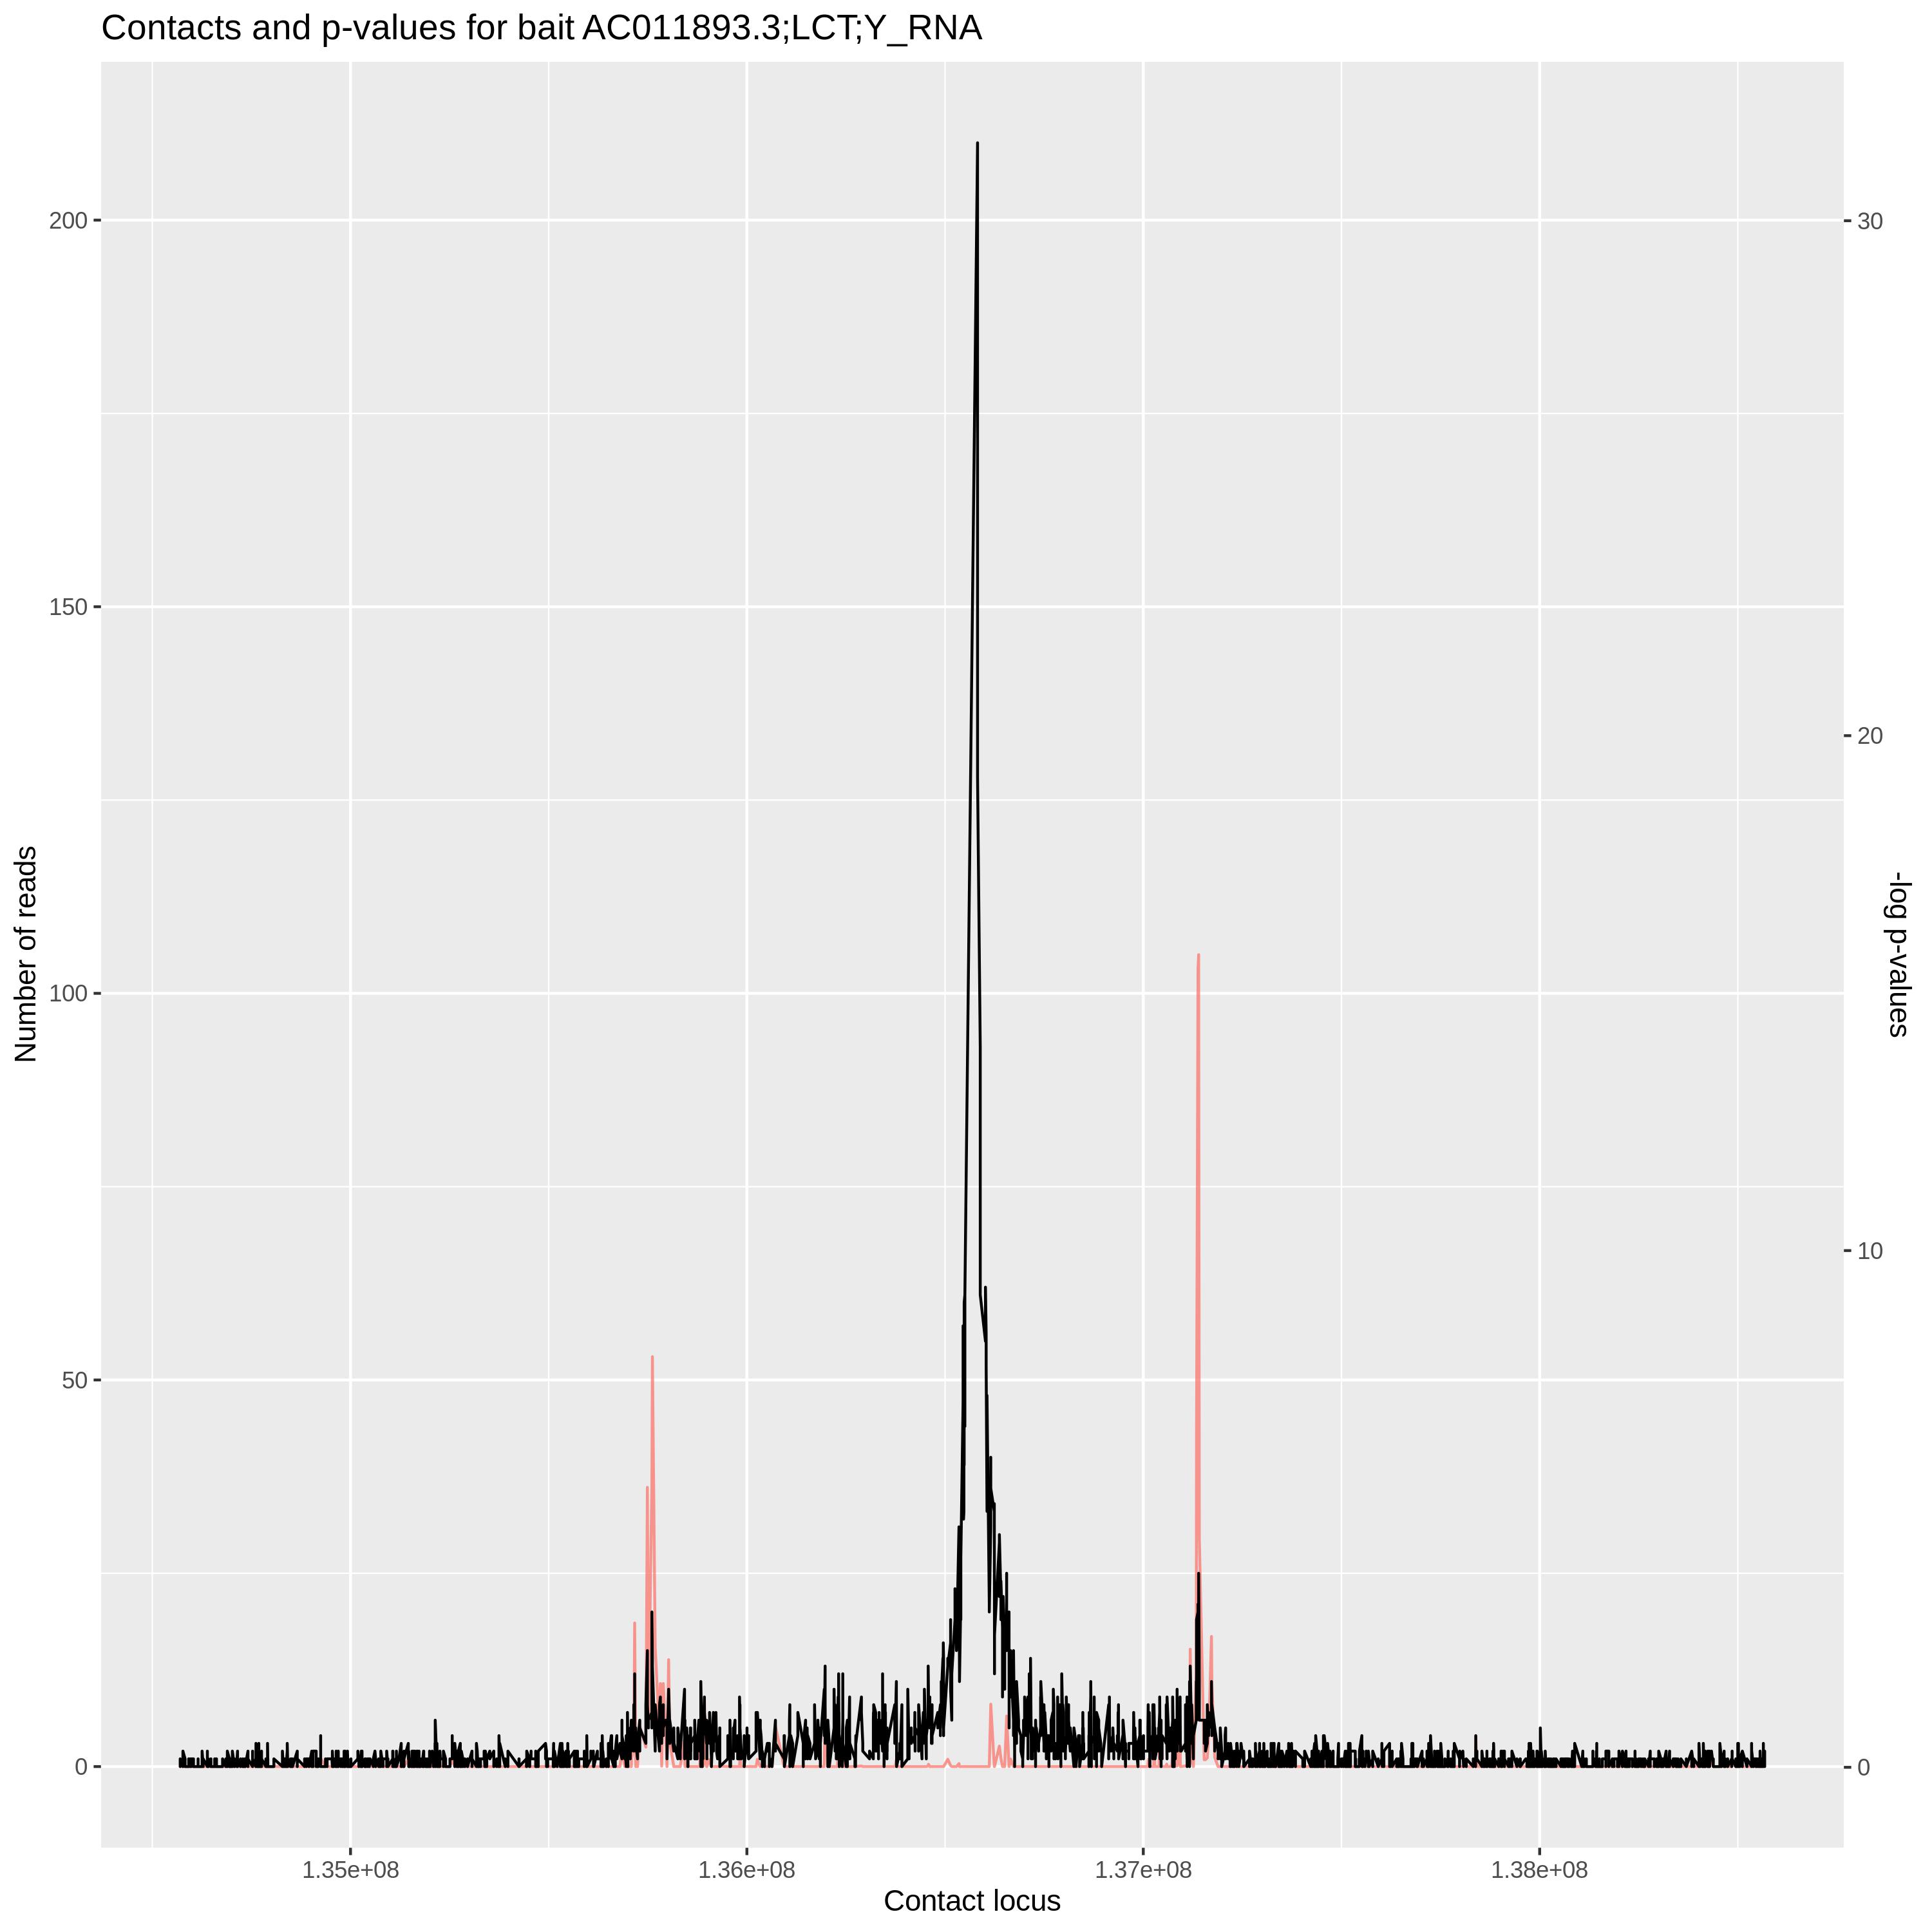 Contacts and p-values for bait AC011893.3;LCT;Y_RNA
200
150
100
50
0
Number of reads
30
20
10
0
-log p-values
1.35e+08
1.36e+08
1.37e+08
1.38e+08
Contact locus